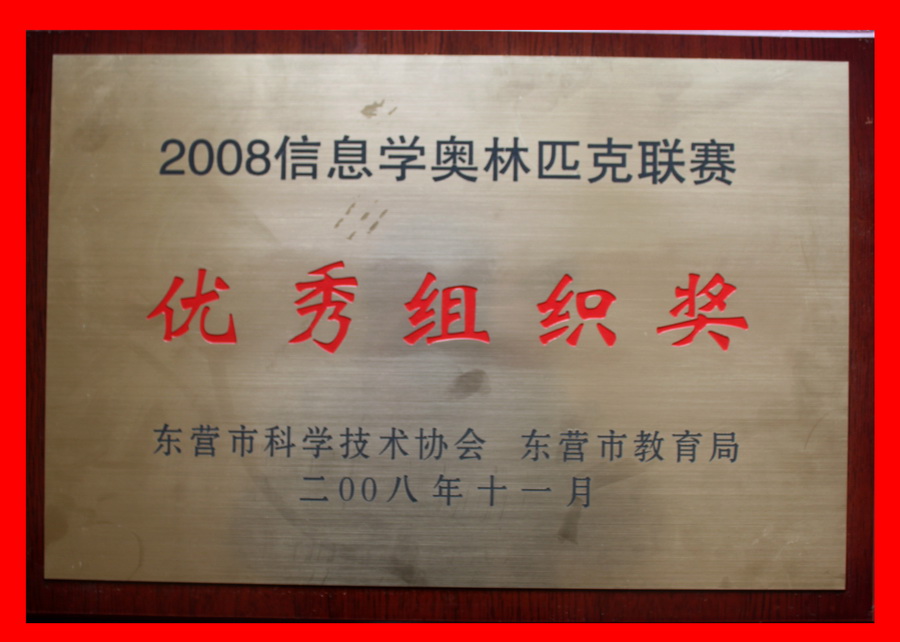 2008信息学奥林匹克联赛
优秀组织奖
东营市科学技术协会 东营市教育局
二00八年十一月